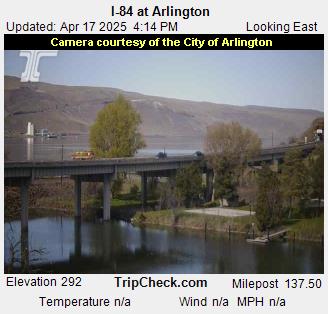 I-84 at Arlington
Updated: Apr 17 2025 4:14 PM Looking East
Camera courtesy of the City of Arlington
Elevation 292 TripCheck.com Milepost 137.50
Temperature n/a Wind n/a MPH n/a